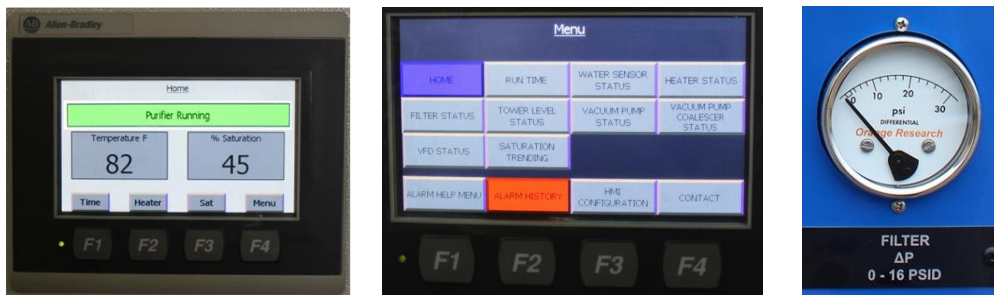 AB Allen-Bradley
Home
Purifier Running
Temperature F
% Saturation
82
45
Time Heater Sat Menu
F1 F2 F3 F4
Menu
HOME
RUN TIME
WATER SENSOR
STATUS
HEATER STATUS
FILTER STATUS
TOWER LEVEL
STATUS
VACUUM PUMP
STATUS
VACUUM PUMP
COALESCER
STATUS
VFD STATUS
SATURATION
TRENDING
ALARM HELP MENU
ALARM HISTORY
HMI
CONFIGURATION
CONTACT
F1 F2 F3 F4
0 10 20 30
psi
DIFFERENTIAL
Orange Research
FILTER
ΔP
0 - 16 PSID